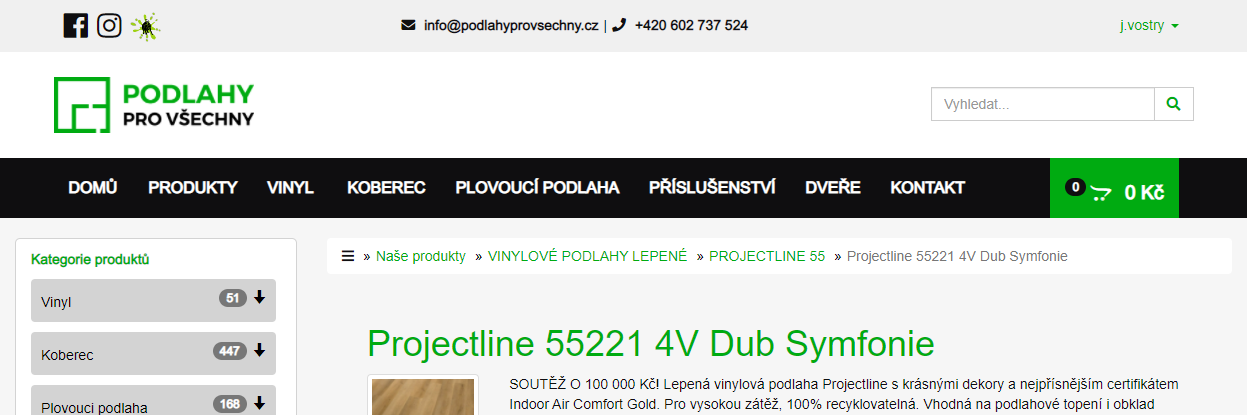 info@podlahyprovsechny.cz | +420 602 737 524
j.vostry
PODLAHY
PRO VŠECHNY
Vyhledat...
DOMŮ PRODUKTY VINYL KOBEREC PLOVOUCÍ PODLAHA PŘÍSLUŠENSTVÍ DVEŘE KONTAKT 0 0 Kč
Kategorie produktů
Vinyl 51
Koberec 447
Plovouci podlaha 168
» Naše produkty » VINYLOVÉ PODLAHY LEPENÉ » PROJECTLINE 55 » Projectline 55221 4V Dub Symfonie
Projectline 55221 4V Dub Symfonie
SOUTĚŽ O 100 000 Kč! Lepená vinylová podlaha Projectline s krásnými dekory a nejpřísnějším certifikátem
Indoor Air Comfort Gold. Pro vysokou zátěž, 100% recyklovatelná. Vhodná na podlahové topení i obklad